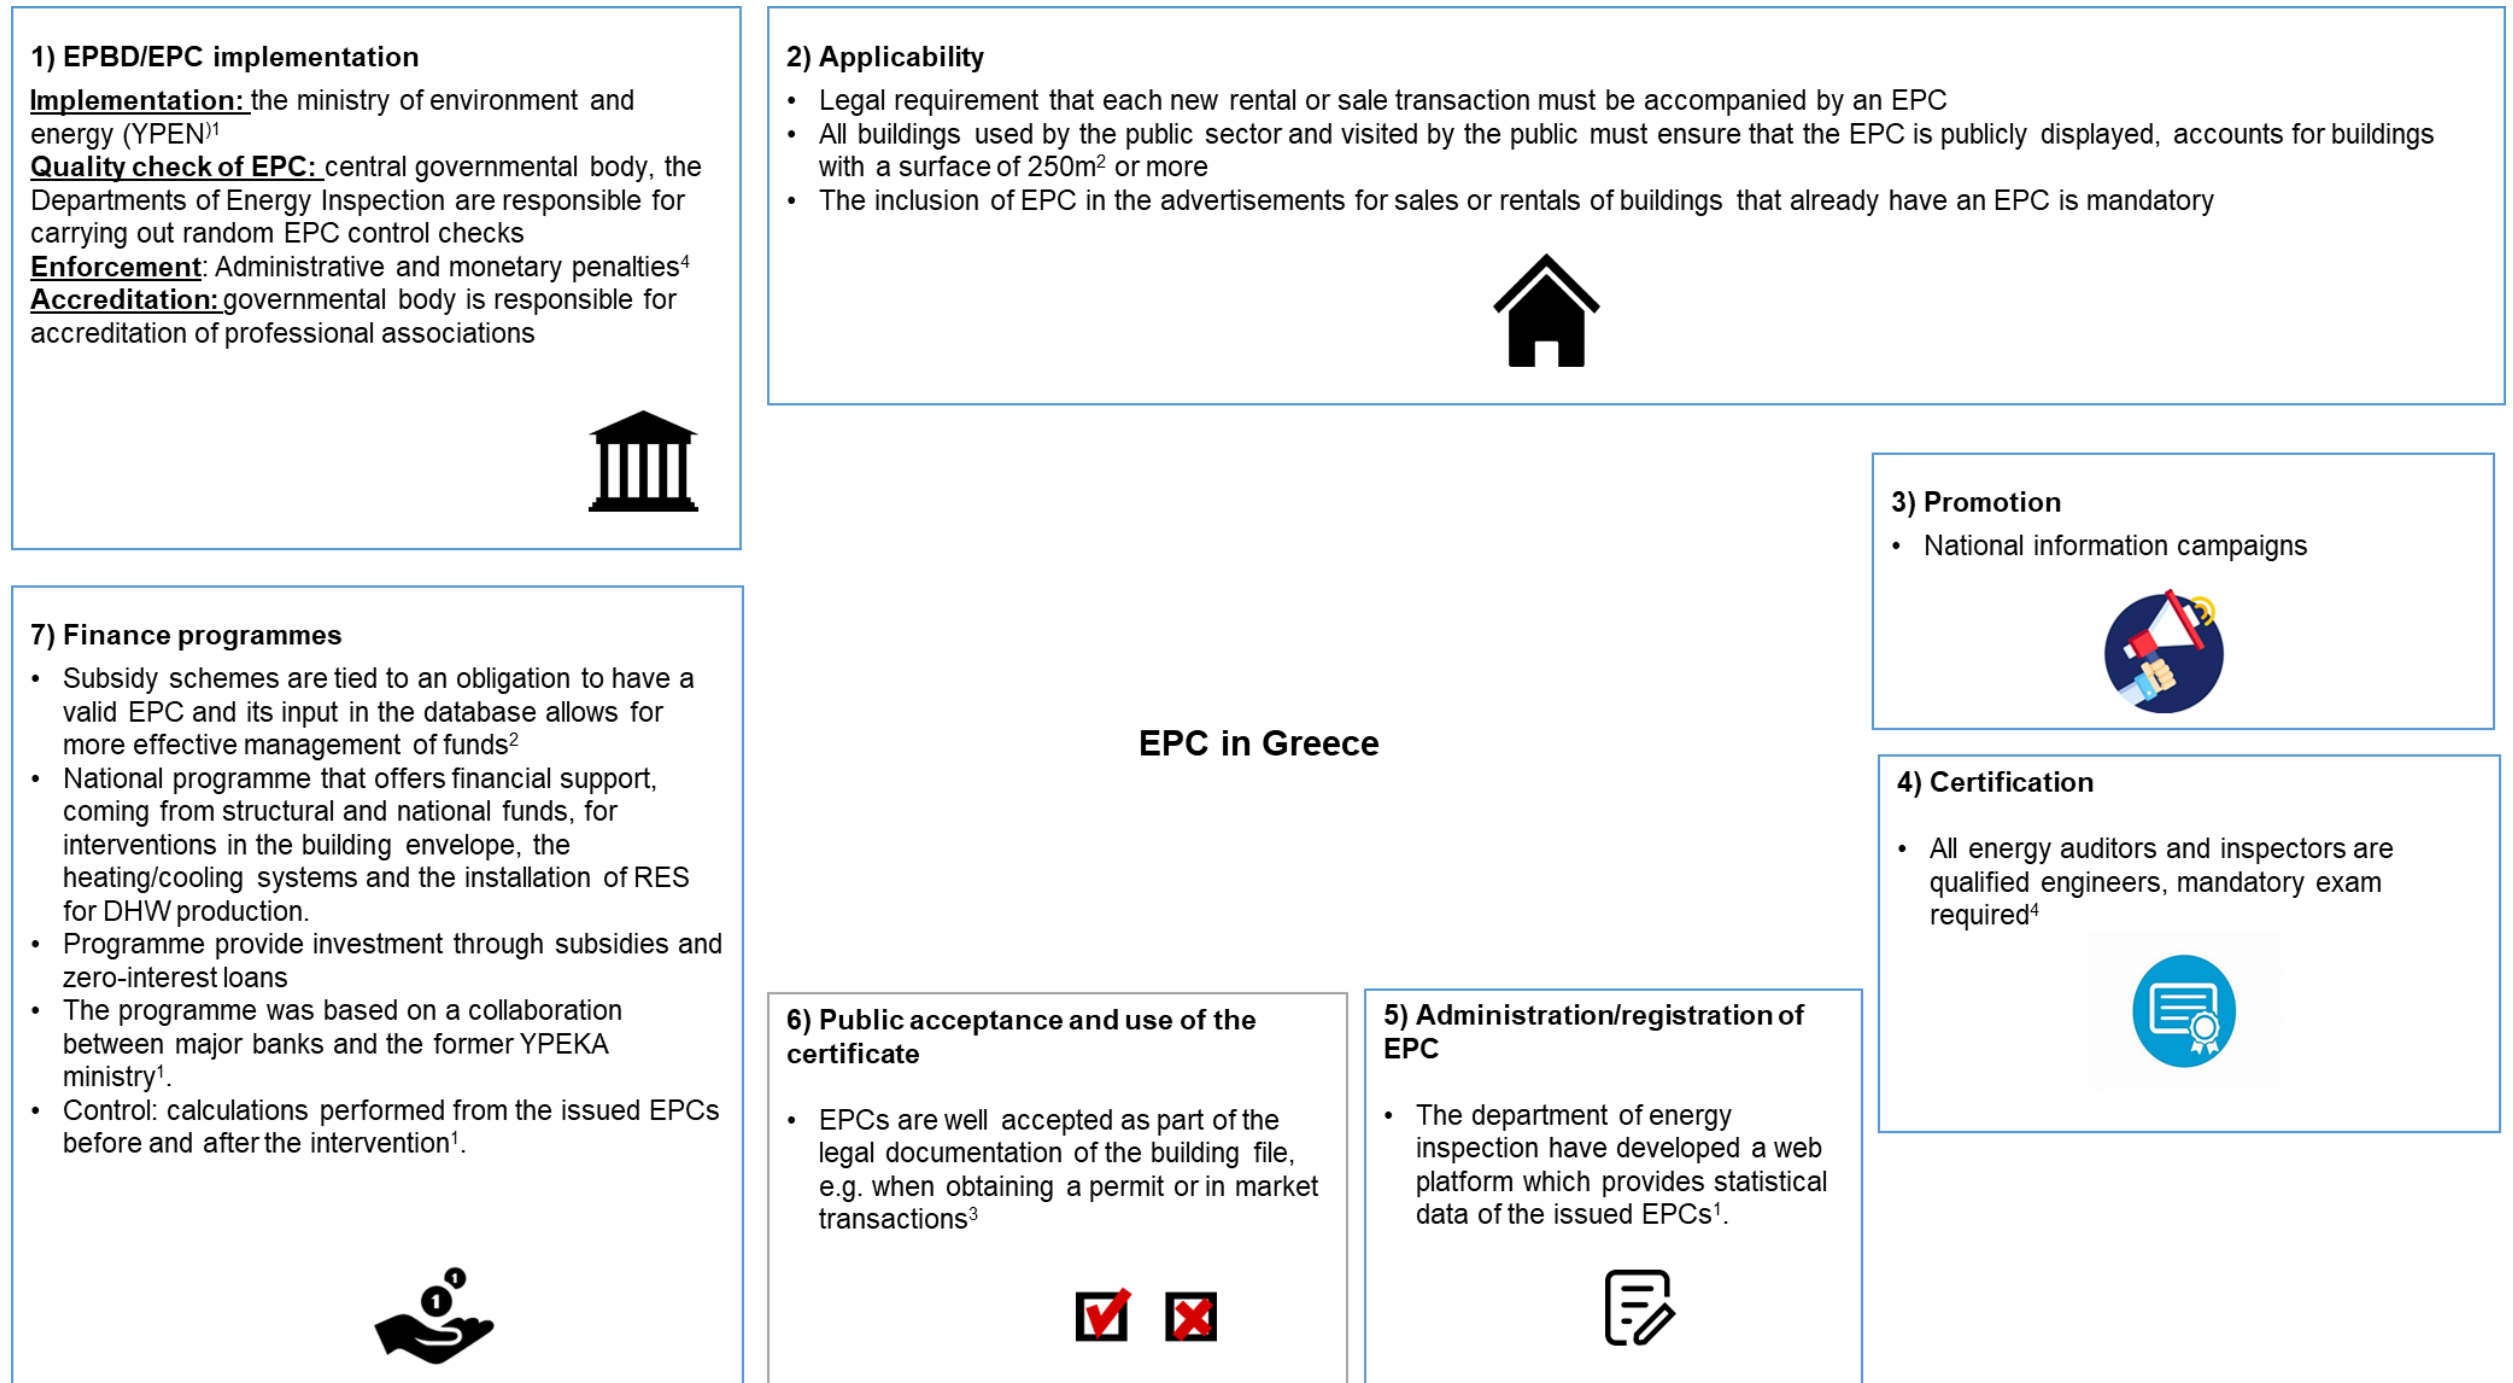 1) EPBD/EPC implementation
Implementation: the ministry of environment and
energy (YPEN)¹
Quality check of EPC: central governmental body, the
Departments of Energy Inspection are responsible for
carrying out random EPC control checks
Enforcement: Administrative and monetary penalties⁴
Accreditation: governmental body is responsible for
accreditation of professional associations
2) Applicability
• Legal requirement that each new rental or sale transaction must be accompanied by an EPC
• All buildings used by the public sector and visited by the public must ensure that the EPC is publicly displayed, accounts for buildings
with a surface of 250m² or more
• The inclusion of EPC in the advertisements for sales or rentals of buildings that already have an EPC is mandatory
3) Promotion
• National information campaigns
EPC in Greece
4) Certification
• All energy auditors and inspectors are
qualified engineers, mandatory exam
required⁴
5) Administration/registration of
EPC
• The department of energy
inspection have developed a web
platform which provides statistical
data of the issued EPCs¹.
6) Public acceptance and use of the
certificate
• EPCs are well accepted as part of the
legal documentation of the building file,
e.g. when obtaining a permit or in market
transactions³
7) Finance programmes
• Subsidy schemes are tied to an obligation to have a
valid EPC and its input in the database allows for
more effective management of funds²
• National programme that offers financial support,
coming from structural and national funds, for
interventions in the building envelope, the
heating/cooling systems and the installation of RES
for DHW production.
• Programme provide investment through subsidies and
zero-interest loans
• The programme was based on a collaboration
between major banks and the former YPEKA
ministry¹.
• Control: calculations performed from the issued EPCs
before and after the intervention¹.
1
1